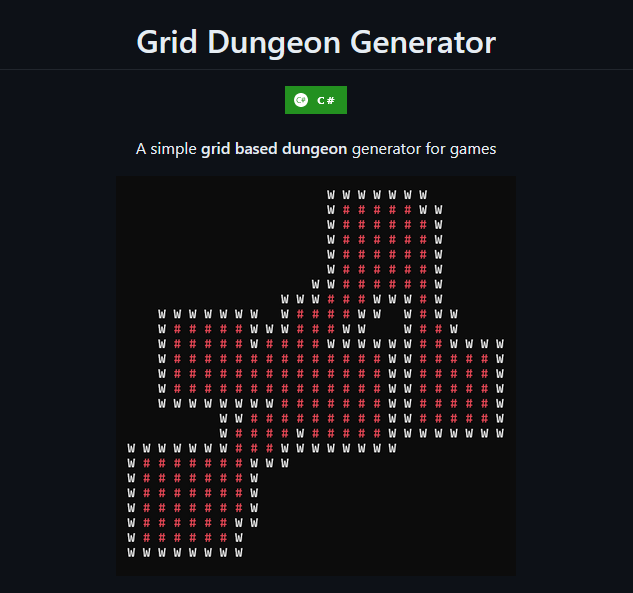 Grid Dungeon Generator
C# C#
A simple grid based dungeon generator for games
W W W W W W W
W # # # # # W W
W # # # # # # W
W # # # # # # W
W # # # # # # W
W # # # # # # W
W W # # # # # # W
W W W # # # W W W # W
W W W W W W W W # # # # W W W # W W
W # # # # # W W W # # # W W W # # W
W # # # # # W # # # # W W W W W W # # W W W W
W # # # # # # # # # # # # # # W W # # # # # W
W # # # # # # # # # # # # # # W W # # # # # W
W # # # # # # # # # # # # # # W W # # # # # W
W W W W W W W W # # # # # # # W W # # # # # W
W W # # # # # # # # # W W # # # # # W
W # # # # W # # # # # W W W W W W W W
W W W W W W W # # # W W W W W W W W
W # # # # # # # W W W
W # # # # # # # W
W # # # # # # # W
W # # # # # # # W
W # # # # # # W W
W # # # # # # W
W W W W W W W W